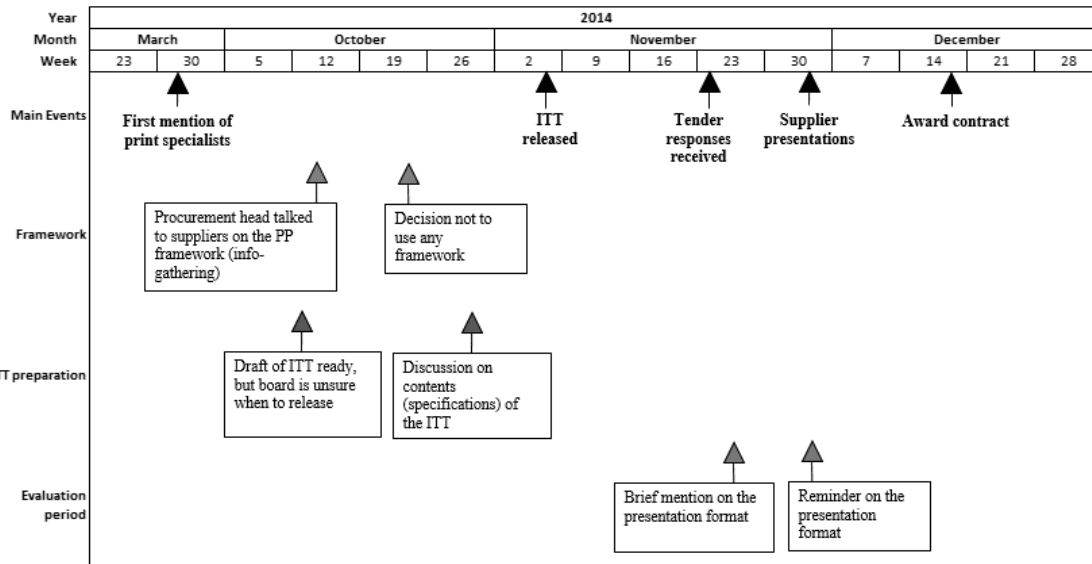 Year 2014
Month March October November December
Week 23 30 5 12 19 26 2 9 16 23 30 7 14 21 28
Main Events
First mention of
print specialists
ITT
released
Tender
responses
received
Supplier
presentations
Award contract
Framework
Procurement head talked
to suppliers on the PP
framework (info-
gathering)
Decision not to
use any
framework
TT preparation
Draft of ITT ready,
but board is unsure
when to release
Discussion on
contents
(specifications) of
the ITT
Evaluation
period
Brief mention on the
presentation format
Reminder on the
presentation
format